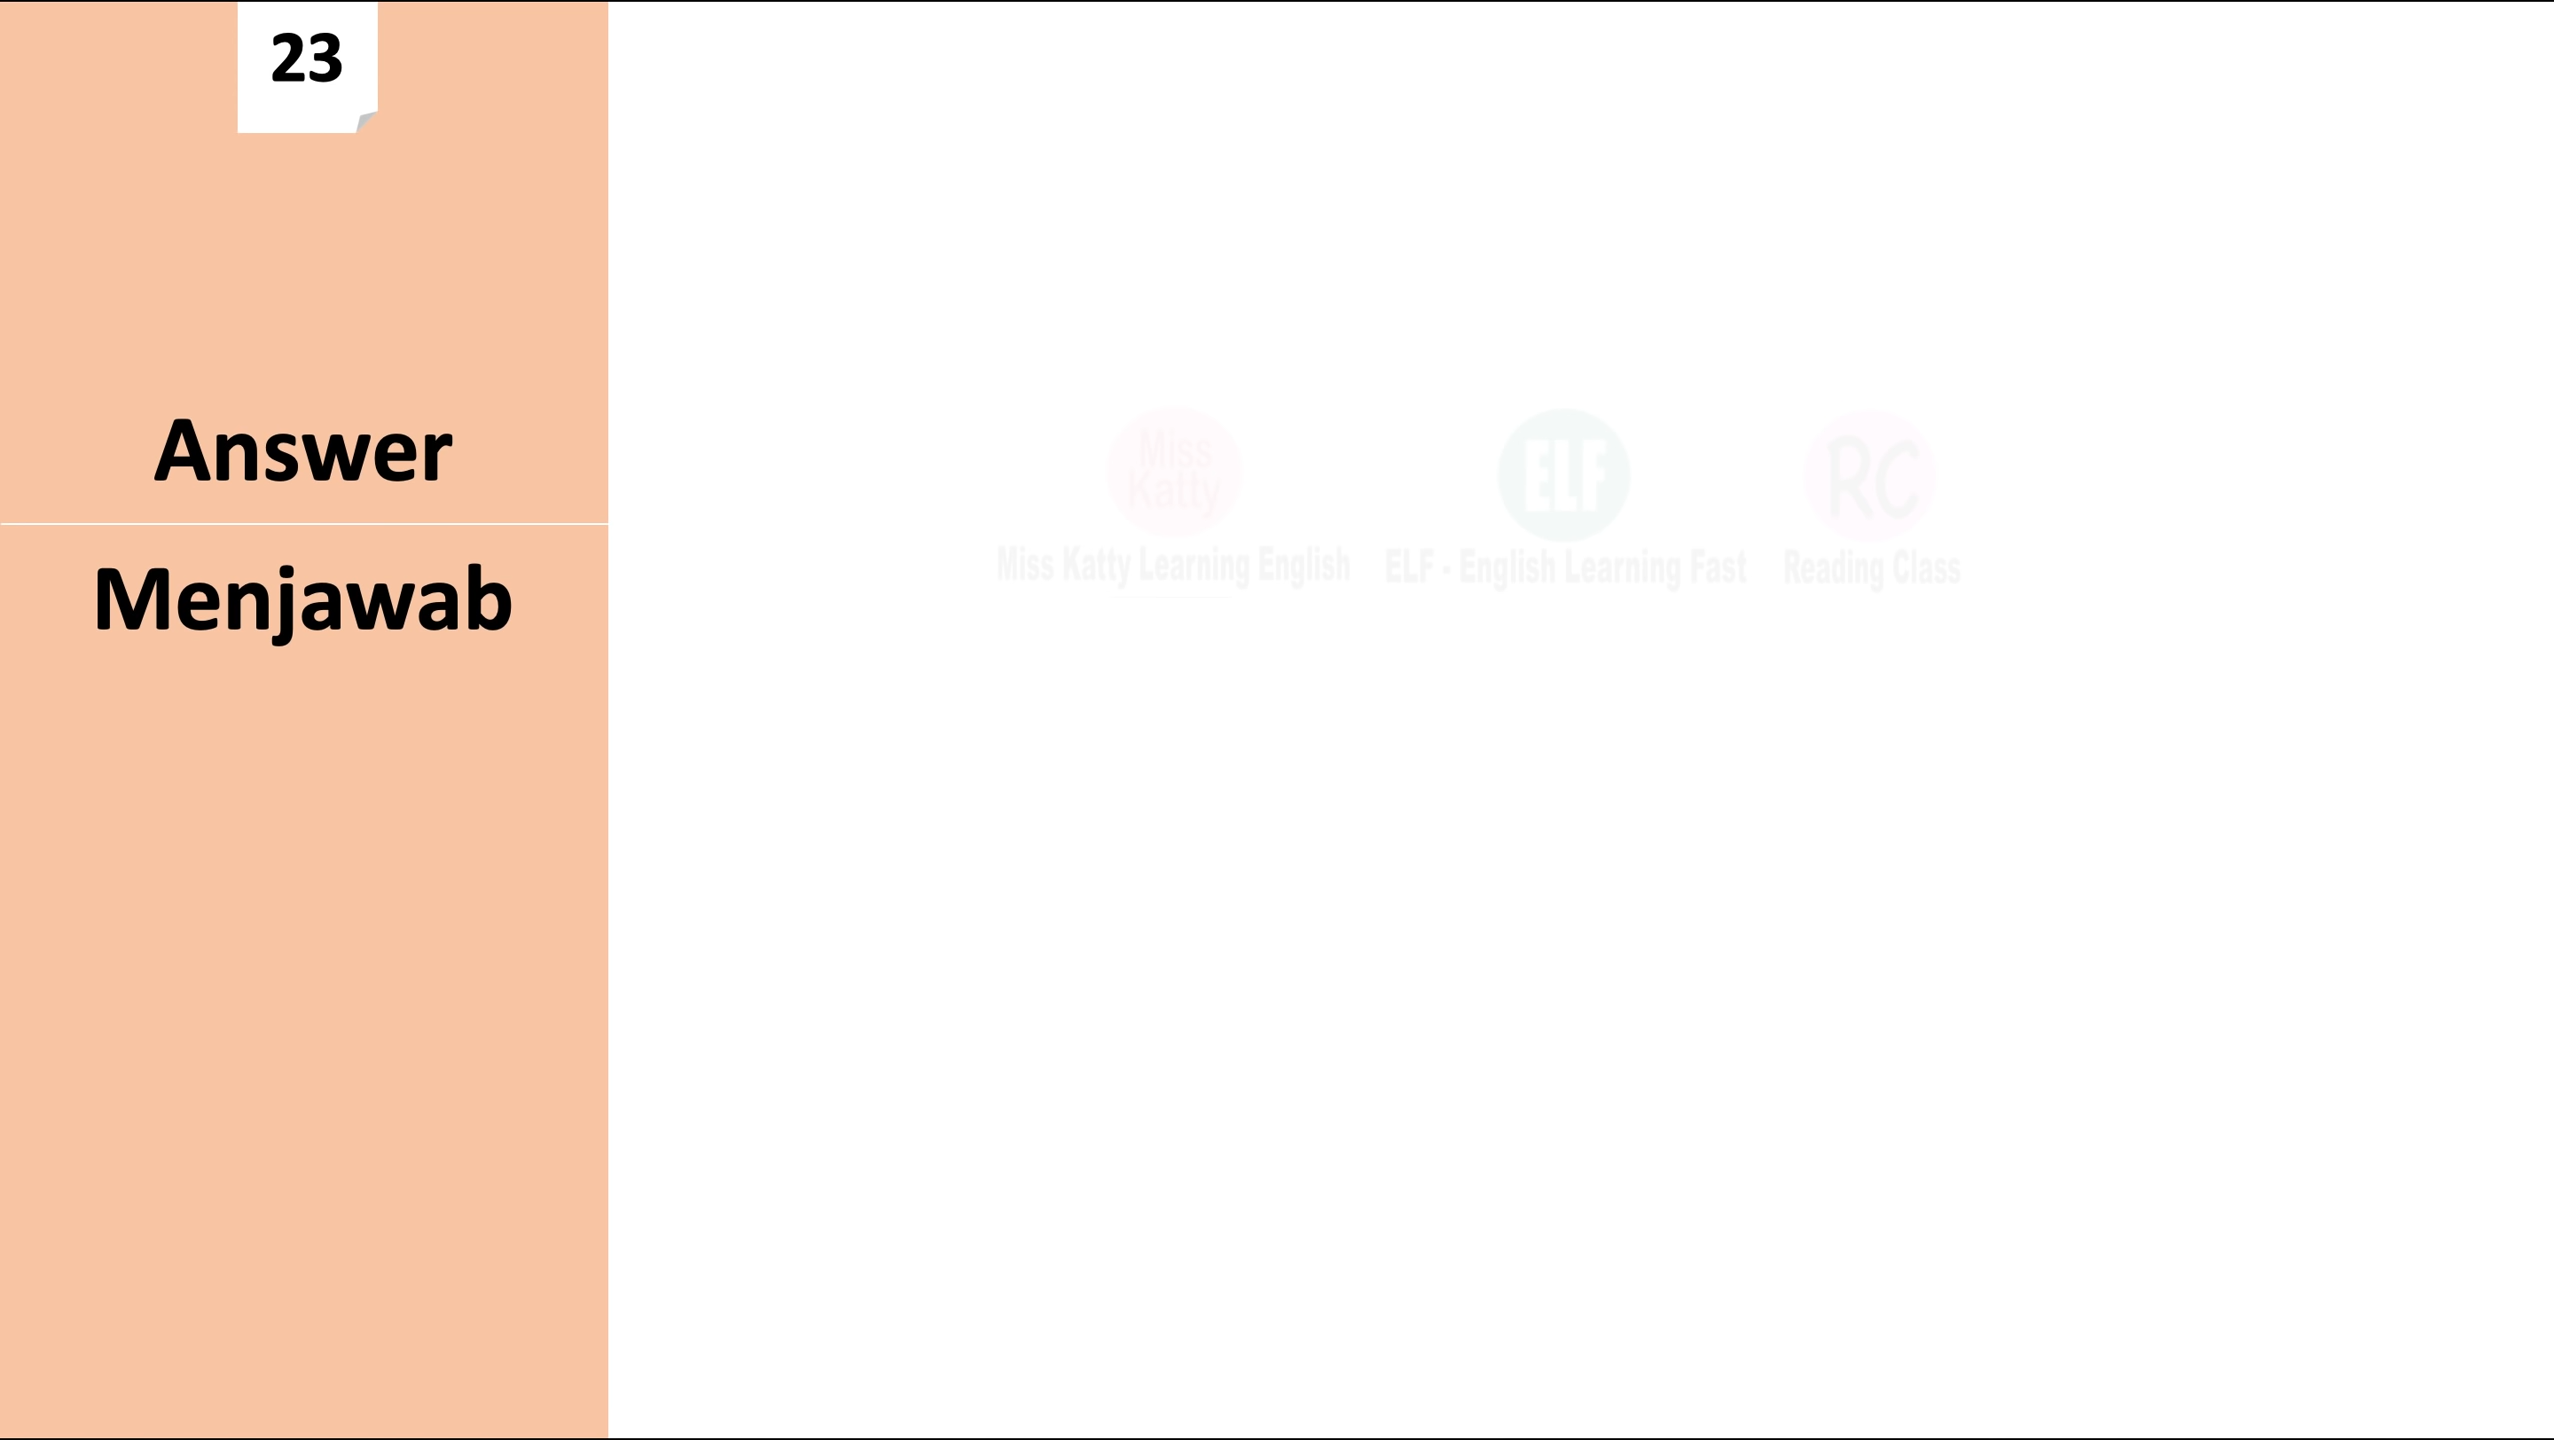 23
Answer
Menjawab
Miss
Katty
ELF
RC
Miss Katty Learning English
ELF - English Learning Fast
Reading Class